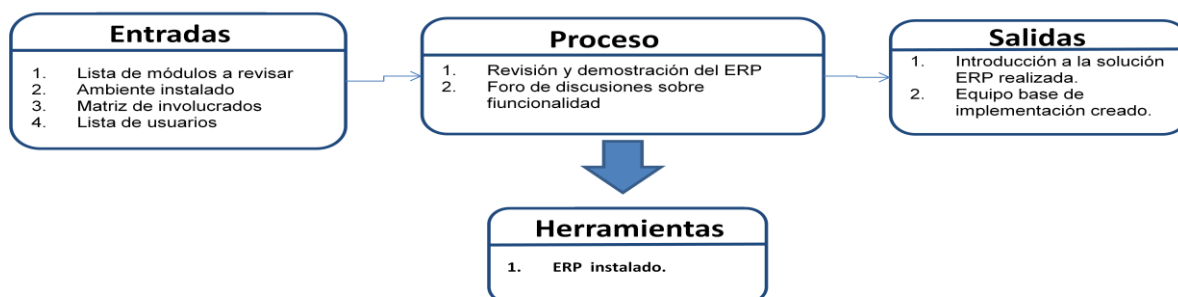 Entradas
1. Lista de módulos a revisar
2. Ambiente instalado
3. Matriz de involucrados
4. Lista de usuarios
Proceso
1. Revisión y demostración del ERP
2. Foro de discusiones sobre
fiuncionalidad
Salidas
1. Introducción a la solución
ERP realizada.
2. Equipo base de
implementación creado.
Herramientas
1. ERP instalado.